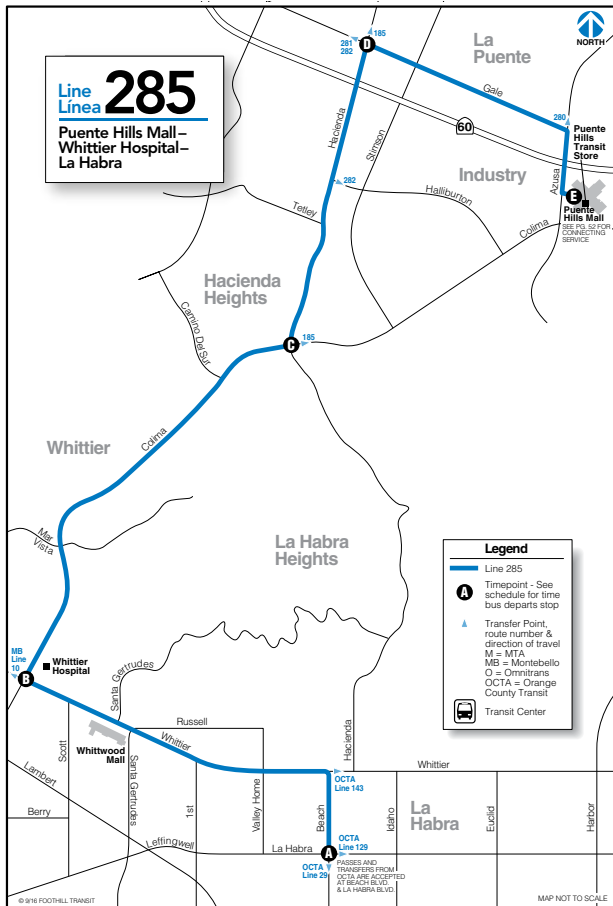 185
281
282
D
La
Puente
NORTH
Line
Línea
285
Puente Hills Mall–
Whittier Hospital–
La Habra
Gale
Hacienda
Stimson
60
280
Puente
Hills
Transit
Store
Industry
282
Halliburton
Azusa
E
Puente
Hills Mall
SEE PG. 52 FOR
CONNECTING
SERVICE
Tetley
Colima
Hacienda
Heights
Camino Del Sur
C
185
Whittier
Colima
Mar
Vista
La Habra
Heights
Legend
Line 285
A
Timepoint - See
schedule for time
bus departs stop
Transfer Point,
route number &
direction of travel
M = MTA
MB = Montebello
O = Omnitrans
OCTA = Orange
County Transit
Transit Center
MB
Line
10
B
Whittier
Hospital
Santa Gertrudes
Russell
Whittier
Whittwood
Mall
Scott
Santa Gertrudes
1st
Valley Home
Beach
Hacienda
Whittier
OCTA
Line 143
Idaho
La
Habra
Euclid
Harbor
Lambert
Berry
Leffingwell
La Habra
A
OCTA
Line 129
OCTA
Line 29
PASSES AND
TRANSFERS FROM
OCTA ARE ACCEPTED
AT BEACH BLVD.
& LA HABRA BLVD.
© 9/16 FOOTHILL TRANSIT
MAP NOT TO SCALE